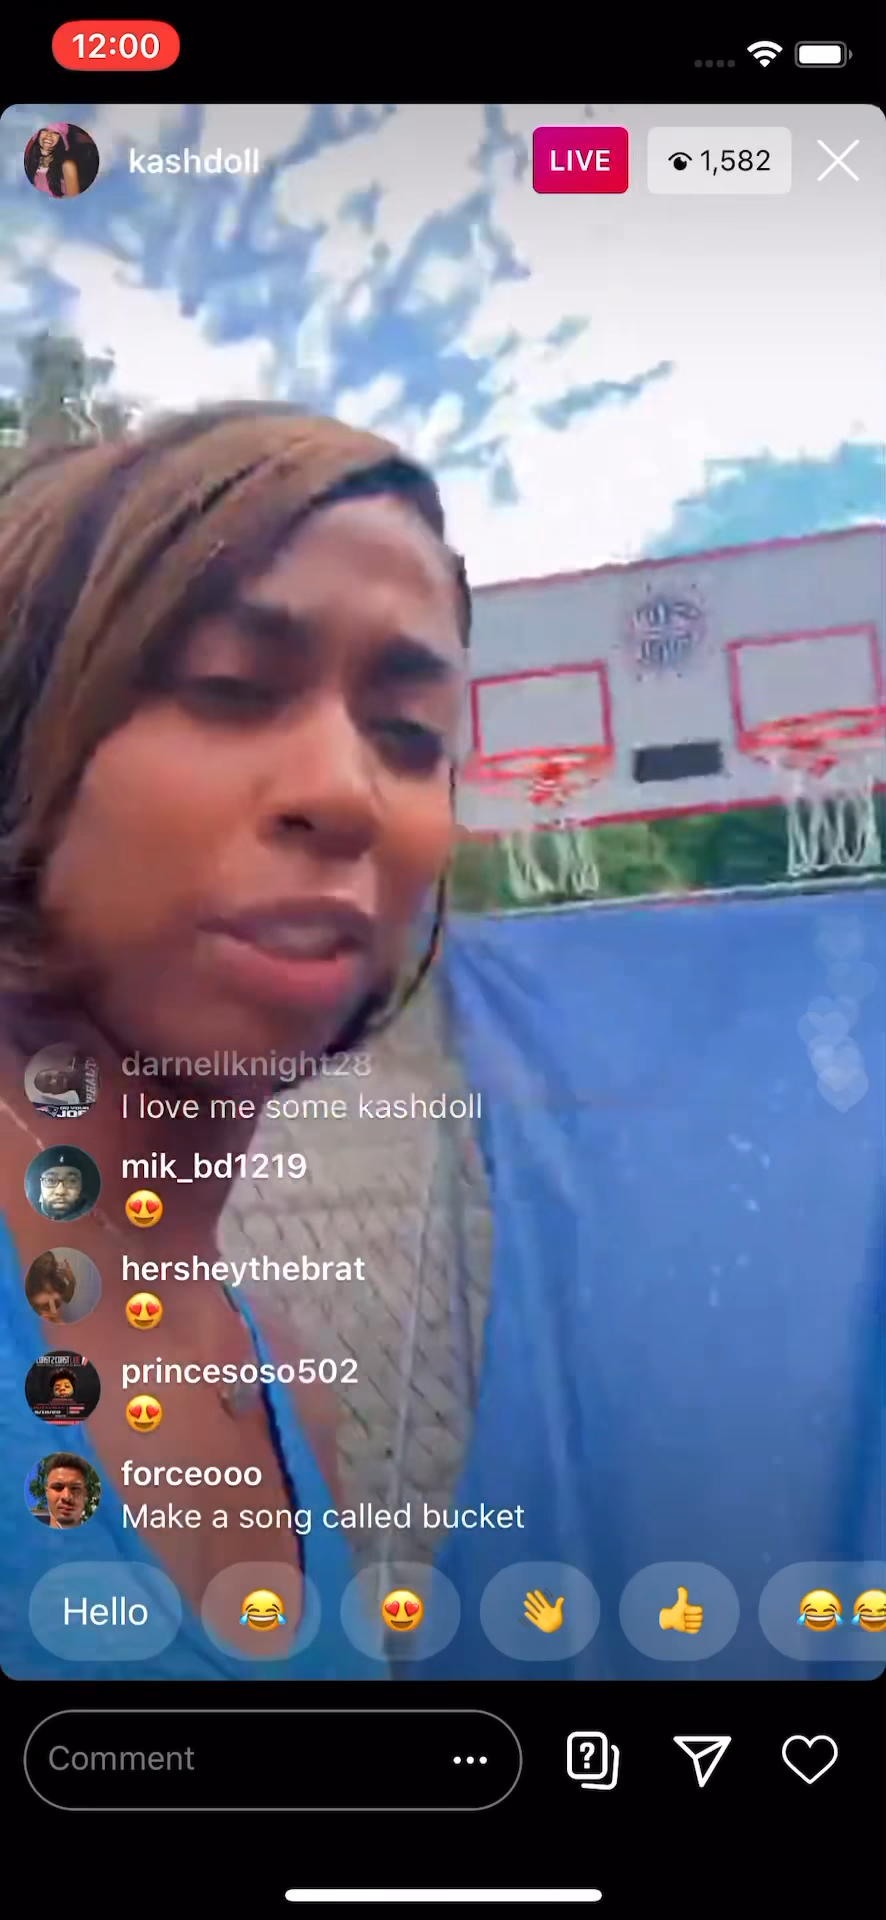 12:00
kashdoll
LIVE
1,582
darnellknight28
I love me some kashdoll
mik_bd1219
😍
hersheythebrat
😍
princesoso502
😍
forceooo
Make a song called bucket
Hello 😂 😍 👋 👍 😂😂
Comment
?